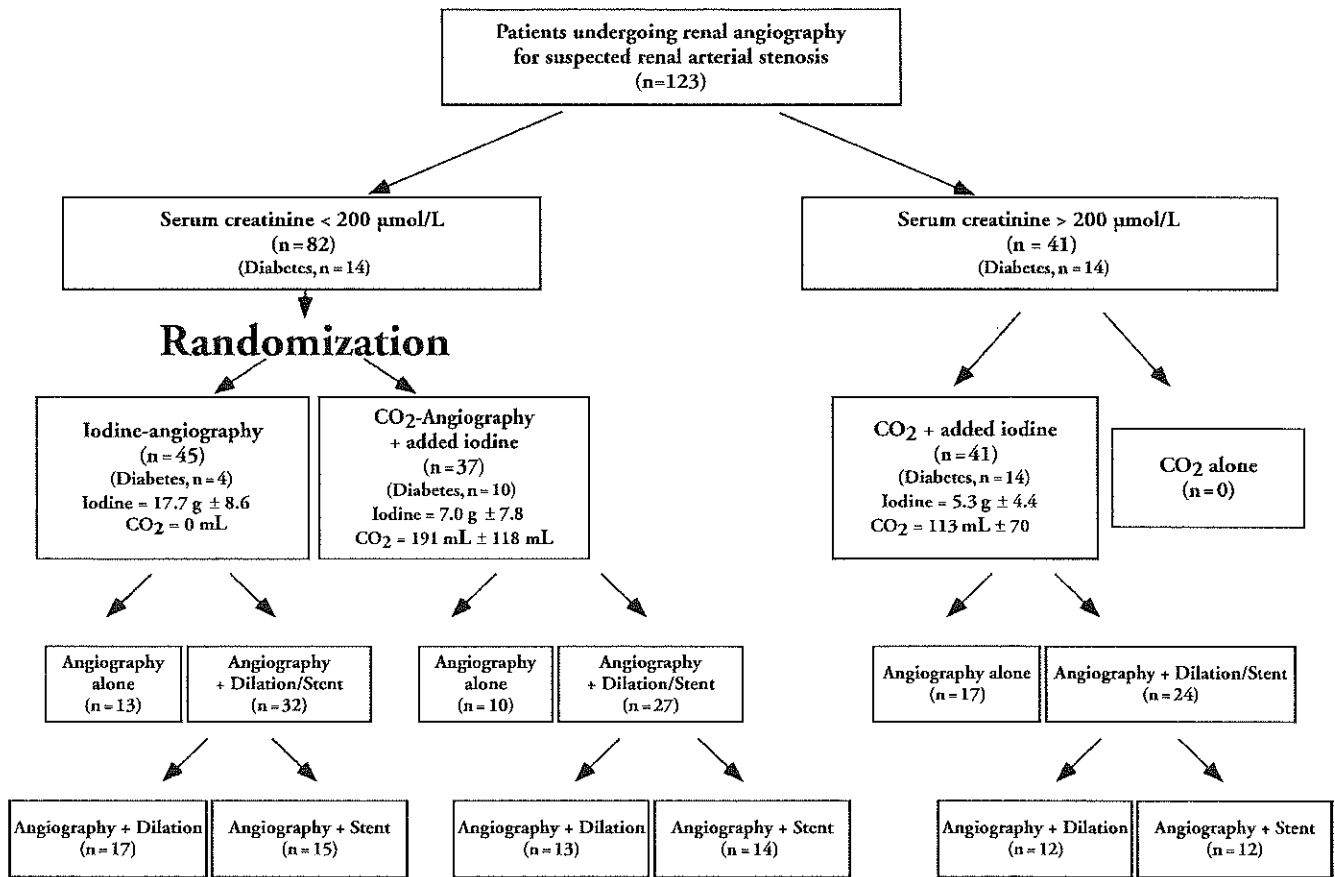 Patients undergoing renal angiography
for suspected renal arterial stenosis
(n=123)
Serum creatinine < 200 µmol/L
(n=82)
(Diabetes, n = 14)
Serum creatinine > 200 µmol/L
(n = 41)
(Diabetes, n = 14)
Randomization
Iodine-angiography
(n=45)
(Diabetes, n=4)
Iodine = 17.7 g ± 8.6
CO2 = 0 mL
CO2-Angiography
+ added iodine
(n=37)
(Diabetes, n=10)
Iodine = 7.0 g ±7.8
CO2 = 191 mL ± 118 mL
CO2 + added iodine
(n=41)
(Diabetes, n=14)
Iodine = 5.3 g ± 4.4
CO2 = 113 mL ± 70
CO2 alone
(n=0)
Angiography
alone
(n=13)
Angiography
+ Dilation/Stent
(n=32)
Angiography
alone
(n=10)
Angiography
+ Dilation/Stent
(n=27)
Angiography alone
(n=17)
Angiography + Dilation/Stent
(n=24)
Angiography + Dilation
(n=17)
Angiography + Stent
(n=15)
Angiography + Dilation
(n=13)
Angiography + Stent
(n=14)
Angiography + Dilation
(n=12)
Angiography + Stent
(n=12)